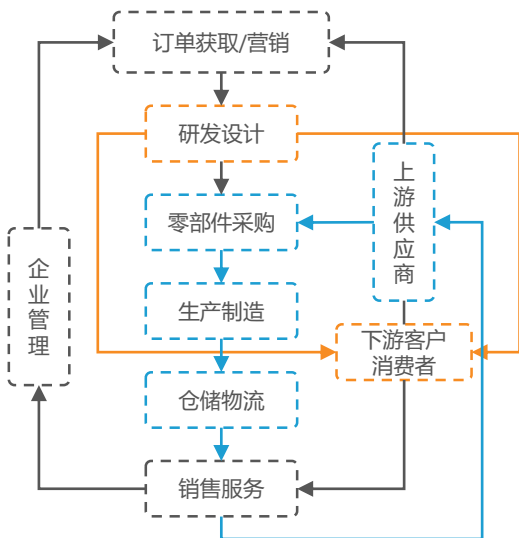 订单获取/营销
研发设计
零部件采购
生产制造
仓储物流
销售服务
企业管理
上游供应商
下游客户
消费者